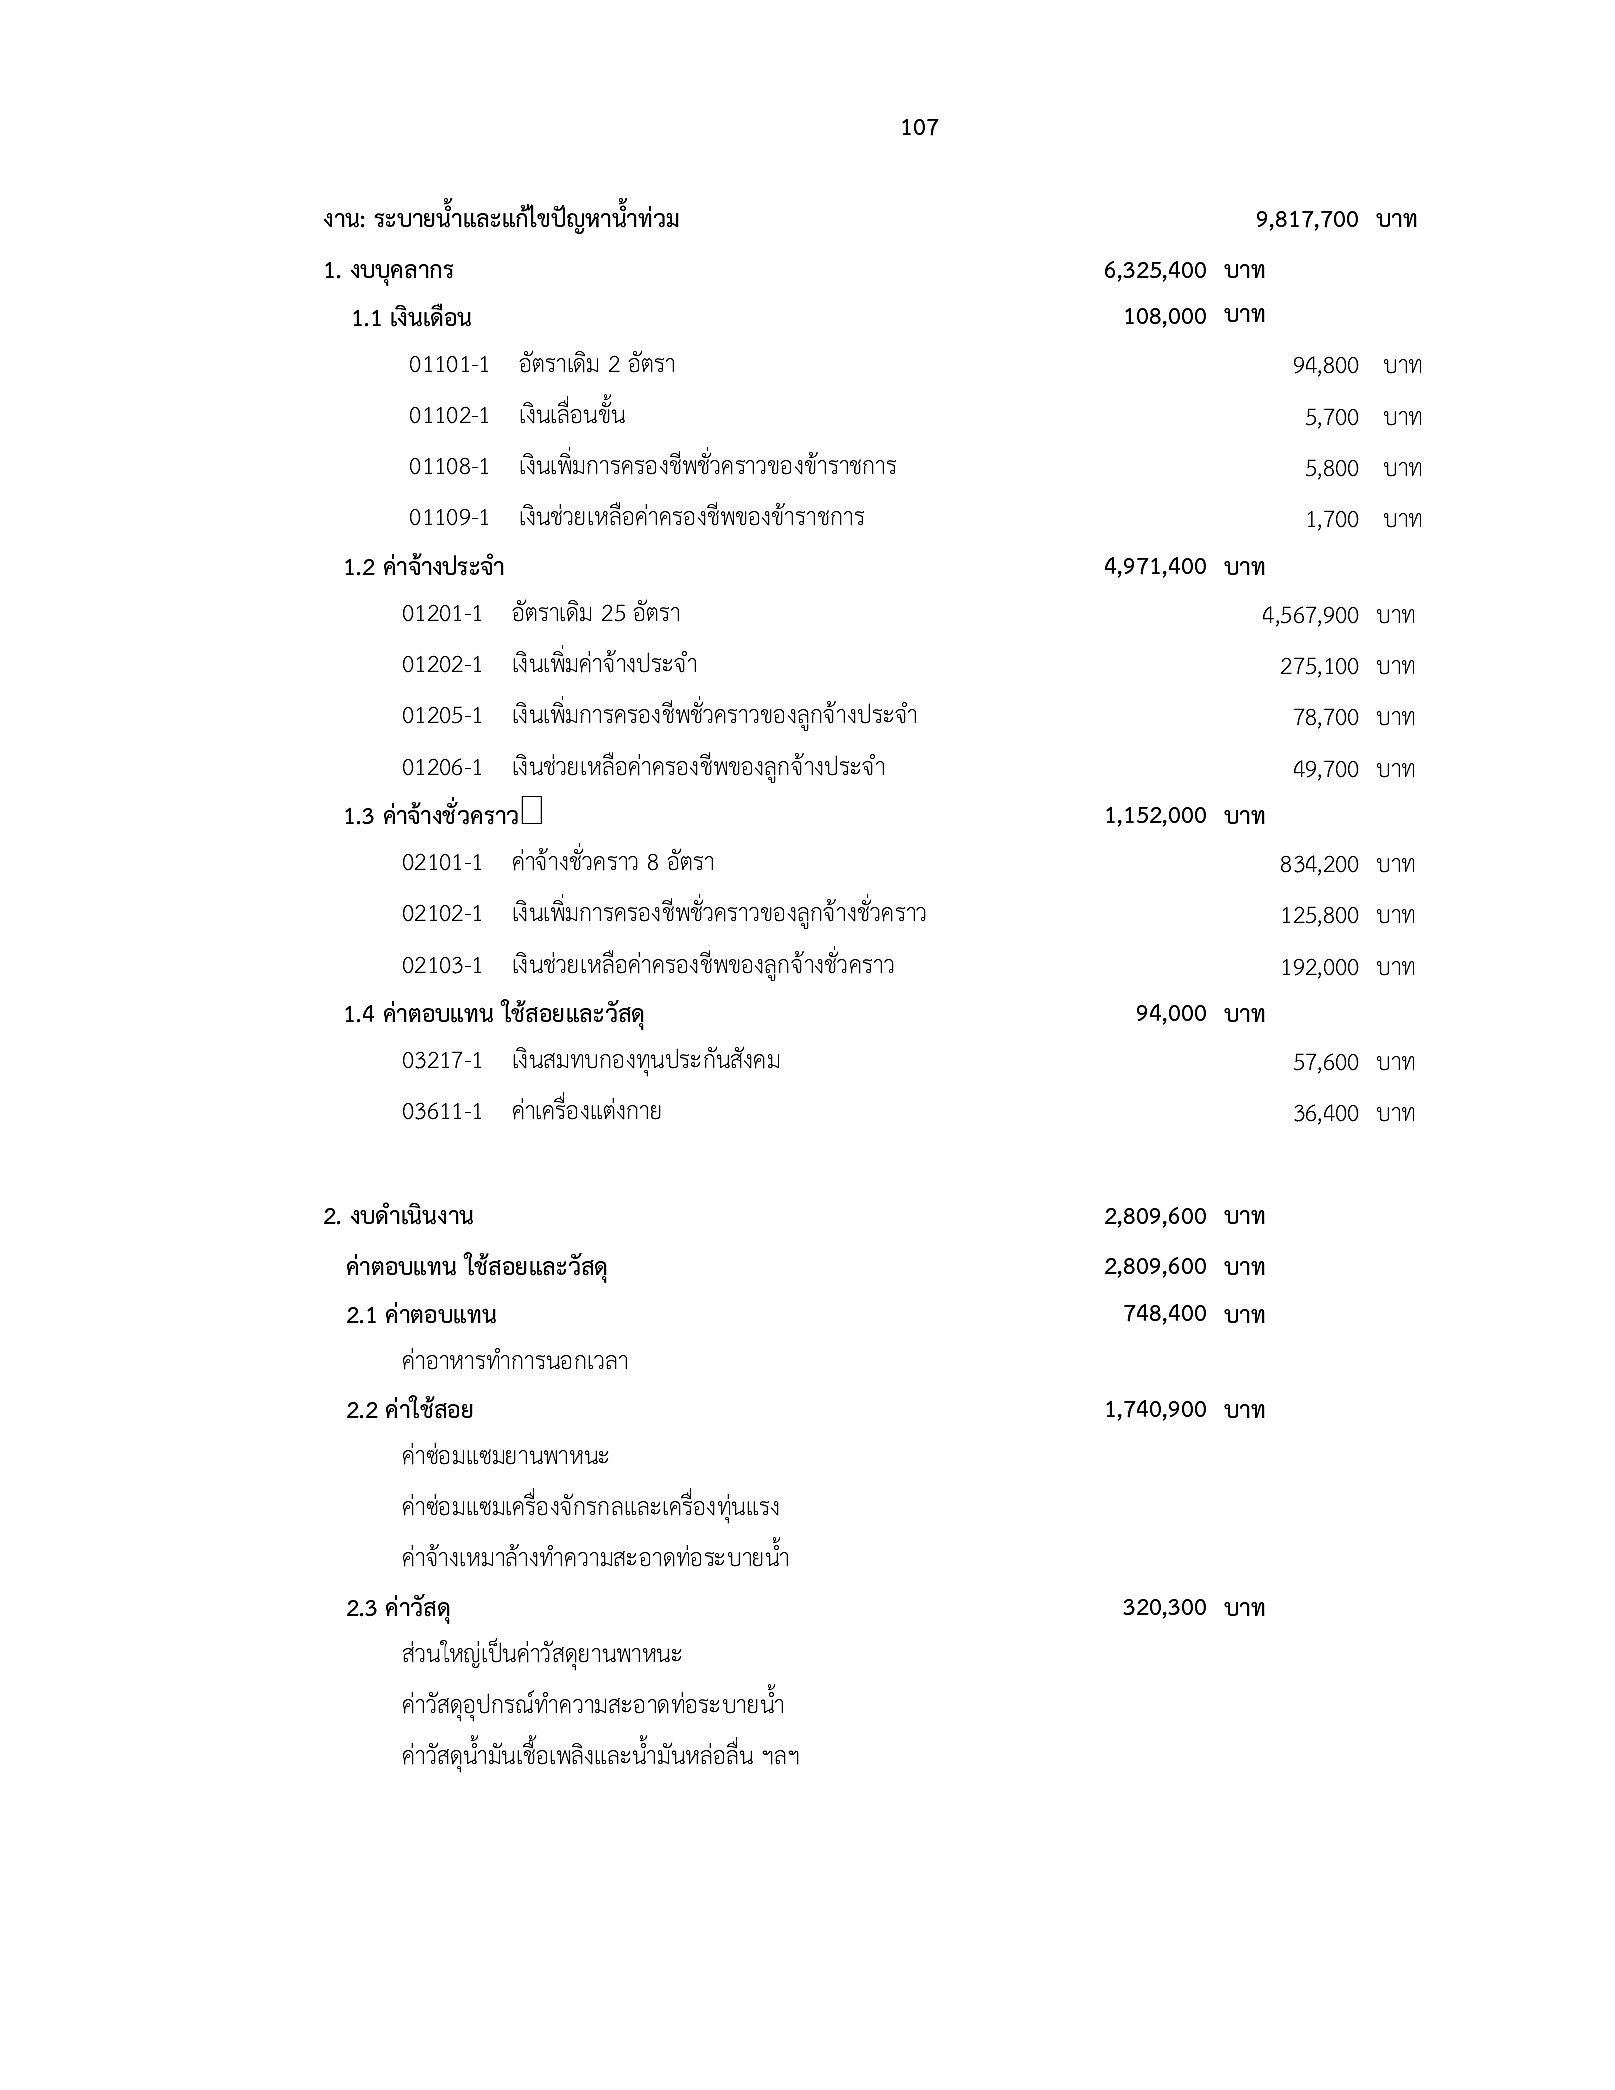 107
งาน: ระบายน้ำและแก้ไขปัญหาน้ำท่วม 9,817,700 บาท
1. งบบุคลากร 6,325,400 บาท
1.1 เงินเดือน 108,000 บาท
01101-1 อัตราเดิม 2 อัตรา 94,800 บาท
01102-1 เงินเลื่อนขั้น 5,700 บาท
01108-1 เงินเพิ่มการครองชีพชั่วคราวของข้าราชการ 5,800 บาท
01109-1 เงินช่วยเหลือค่าครองชีพของข้าราชการ 1,700 บาท
1.2 ค่าจ้างประจำ 4,971,400 บาท
01201-1 อัตราเดิม 25 อัตรา 4,567,900 บาท
01202-1 เงินเพิ่มค่าจ้างประจำ 275,100 บาท
01205-1 เงินเพิ่มการครองชีพชั่วคราวของลูกจ้างประจำ 78,700 บาท
01206-1 เงินช่วยเหลือค่าครองชีพของลูกจ้างประจำ 49,700 บาท
1.3 ค่าจ้างชั่วคราว 1,152,000 บาท
02101-1 ค่าจ้างชั่วคราว 8 อัตรา 834,200 บาท
02102-1 เงินเพิ่มการครองชีพชั่วคราวของลูกจ้างชั่วคราว 125,800 บาท
02103-1 เงินช่วยเหลือค่าครองชีพของลูกจ้างชั่วคราว 192,000 บาท
1.4 ค่าตอบแทน ใช้สอยและวัสดุ 94,000 บาท
03217-1 เงินสมทบกองทุนประกันสังคม 57,600 บาท
03611-1 ค่าเครื่องแต่งกาย 36,400 บาท
2. งบดำเนินงาน 2,809,600 บาท
ค่าตอบแทน ใช้สอยและวัสดุ 2,809,600 บาท
2.1 ค่าตอบแทน 748,400 บาท
ค่าอาหารทำการนอกเวลา
2.2 ค่าใช้สอย 1,740,900 บาท
ค่าซ่อมแซมยานพาหนะ
ค่าซ่อมแซมเครื่องจักรกลและเครื่องทุ่นแรง
ค่าจ้างเหมาล้างทำความสะอาดท่อระบายน้ำ
2.3 ค่าวัสดุ 320,300 บาท
ส่วนใหญ่เป็นค่าวัสดุยานพาหนะ
ค่าวัสดุอุปกรณ์ทำความสะอาดท่อระบายน้ำ
ค่าวัสดุน้ำมันเชื้อเพลิงและน้ำมันหล่อลื่น ฯลฯ